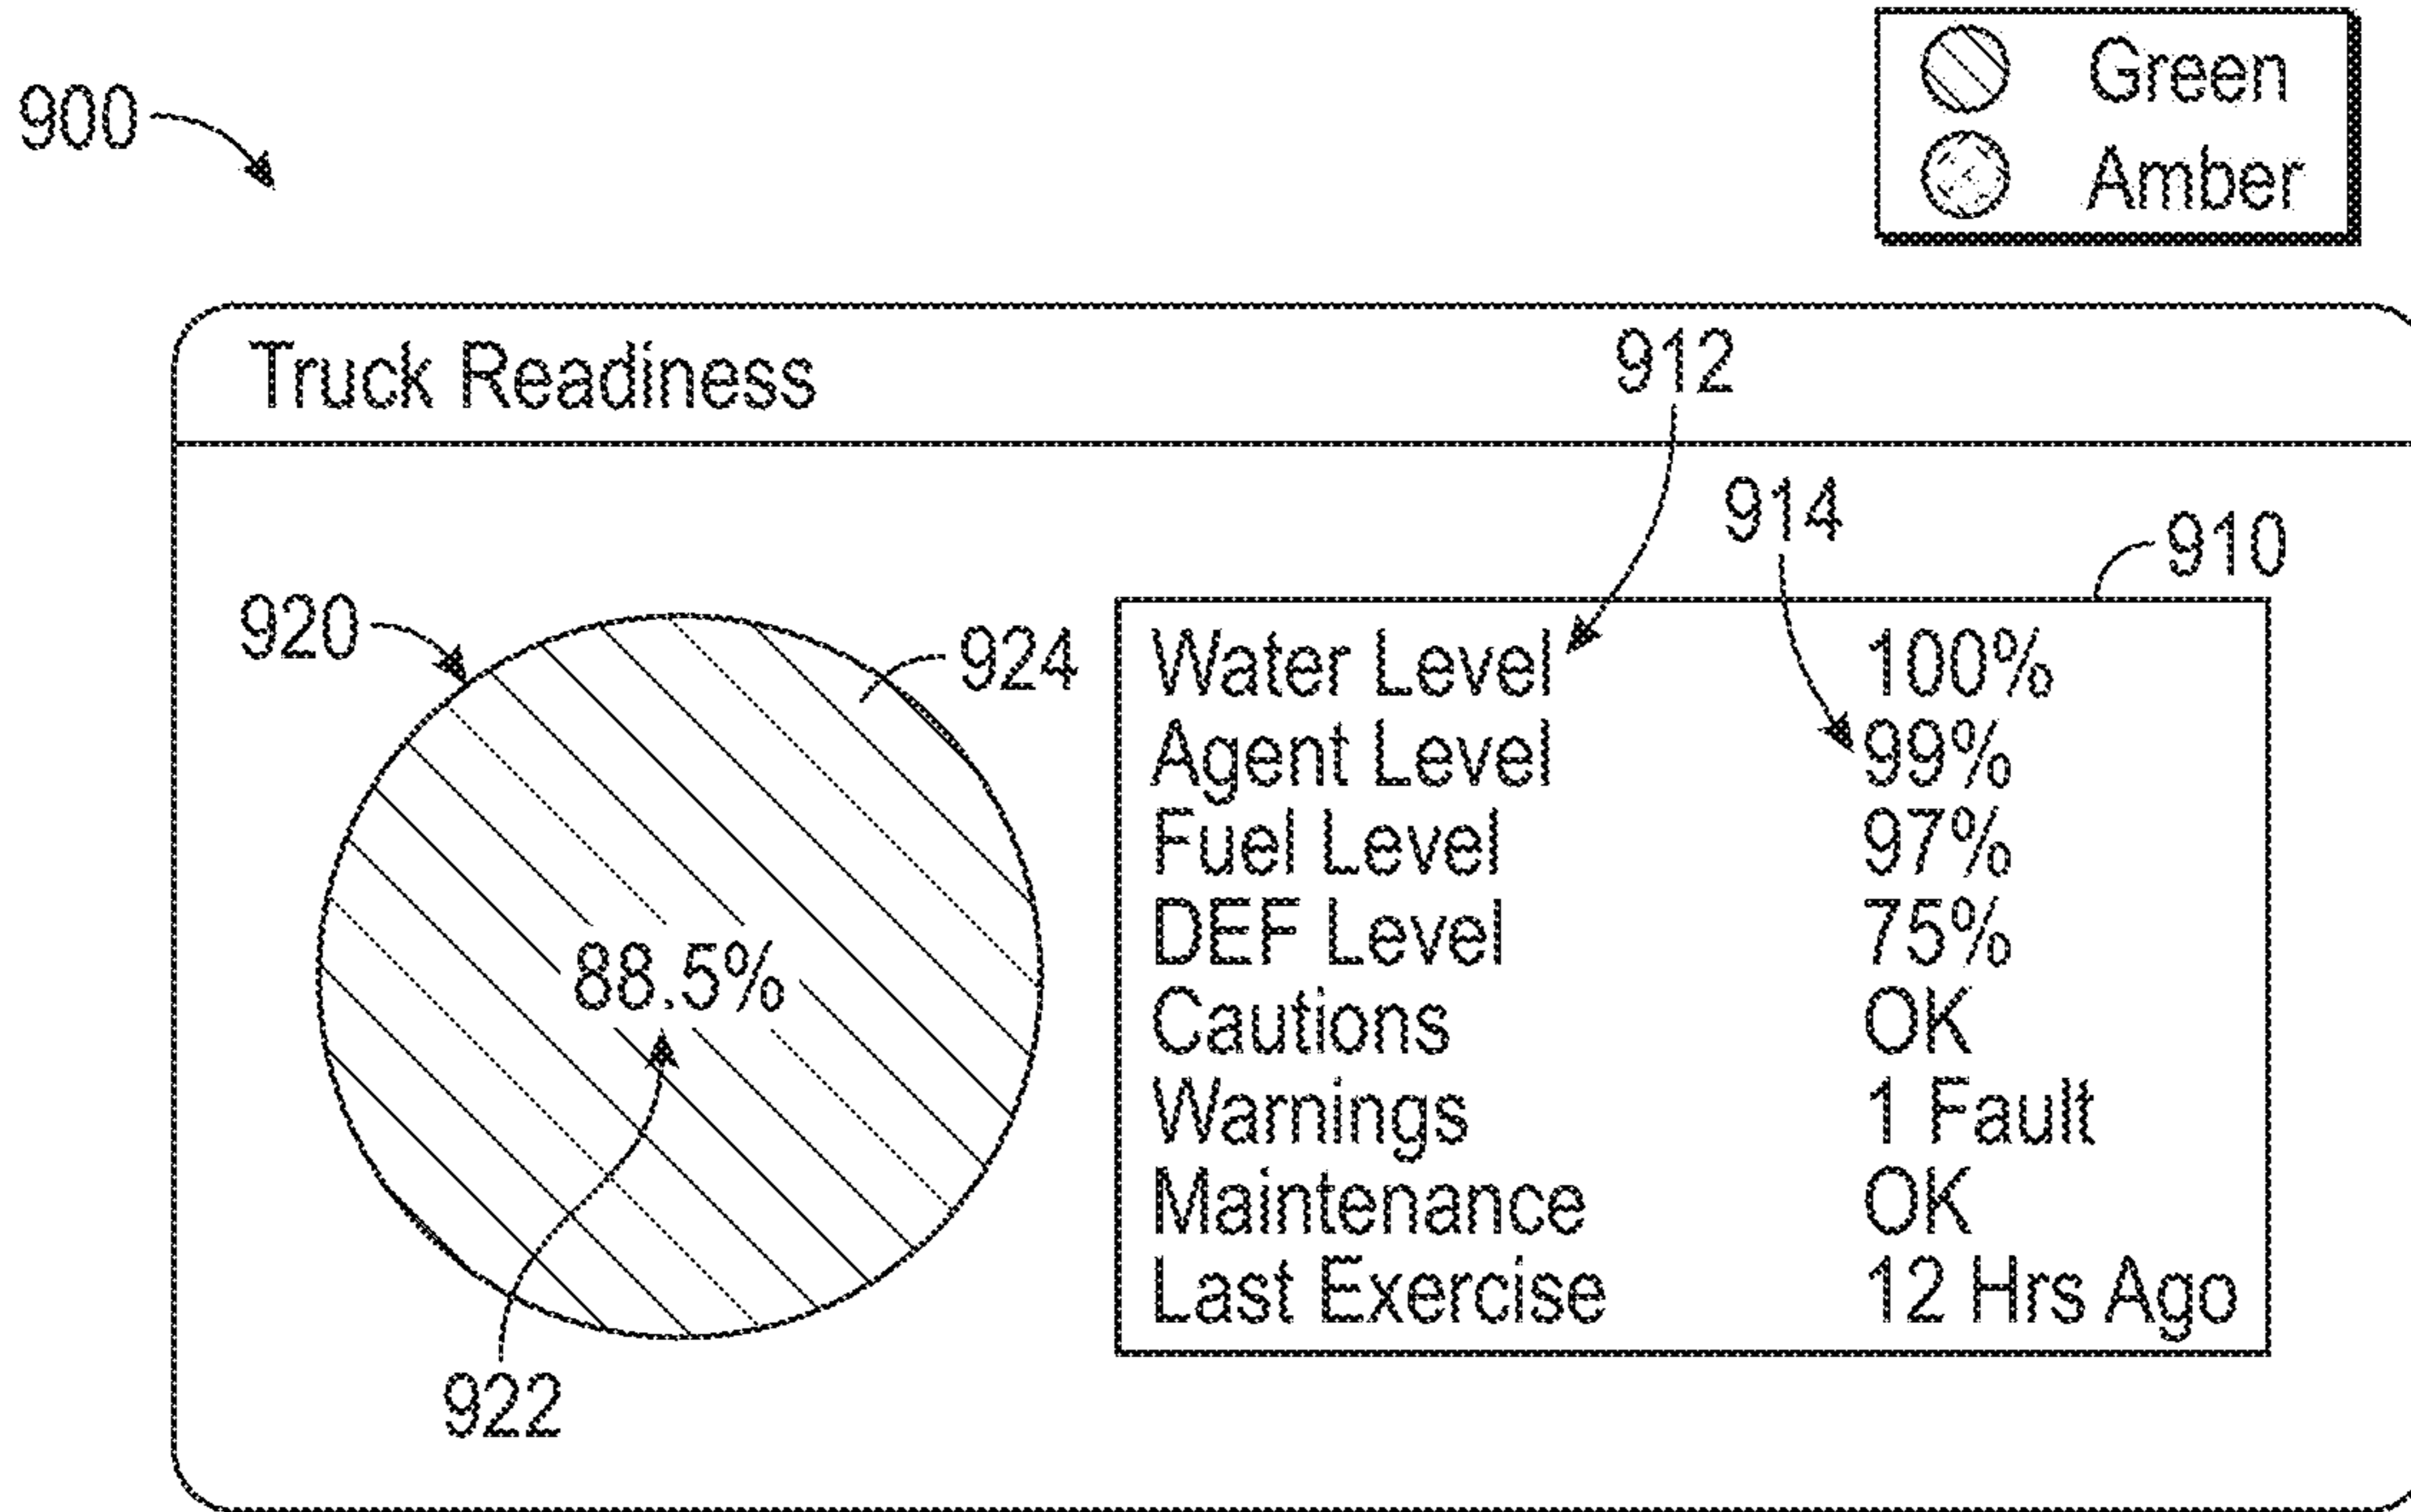 Green
900
Amber
Truck Readiness
912
914
910
920
924
Water Level 100%
Agent Level 99%
Fuel Level 97%
DEF Level 75%
88.5%
Cautions OK
Warnings 1 Fault
Maintenance OK
Last Exercise 12 Hrs Ago
922